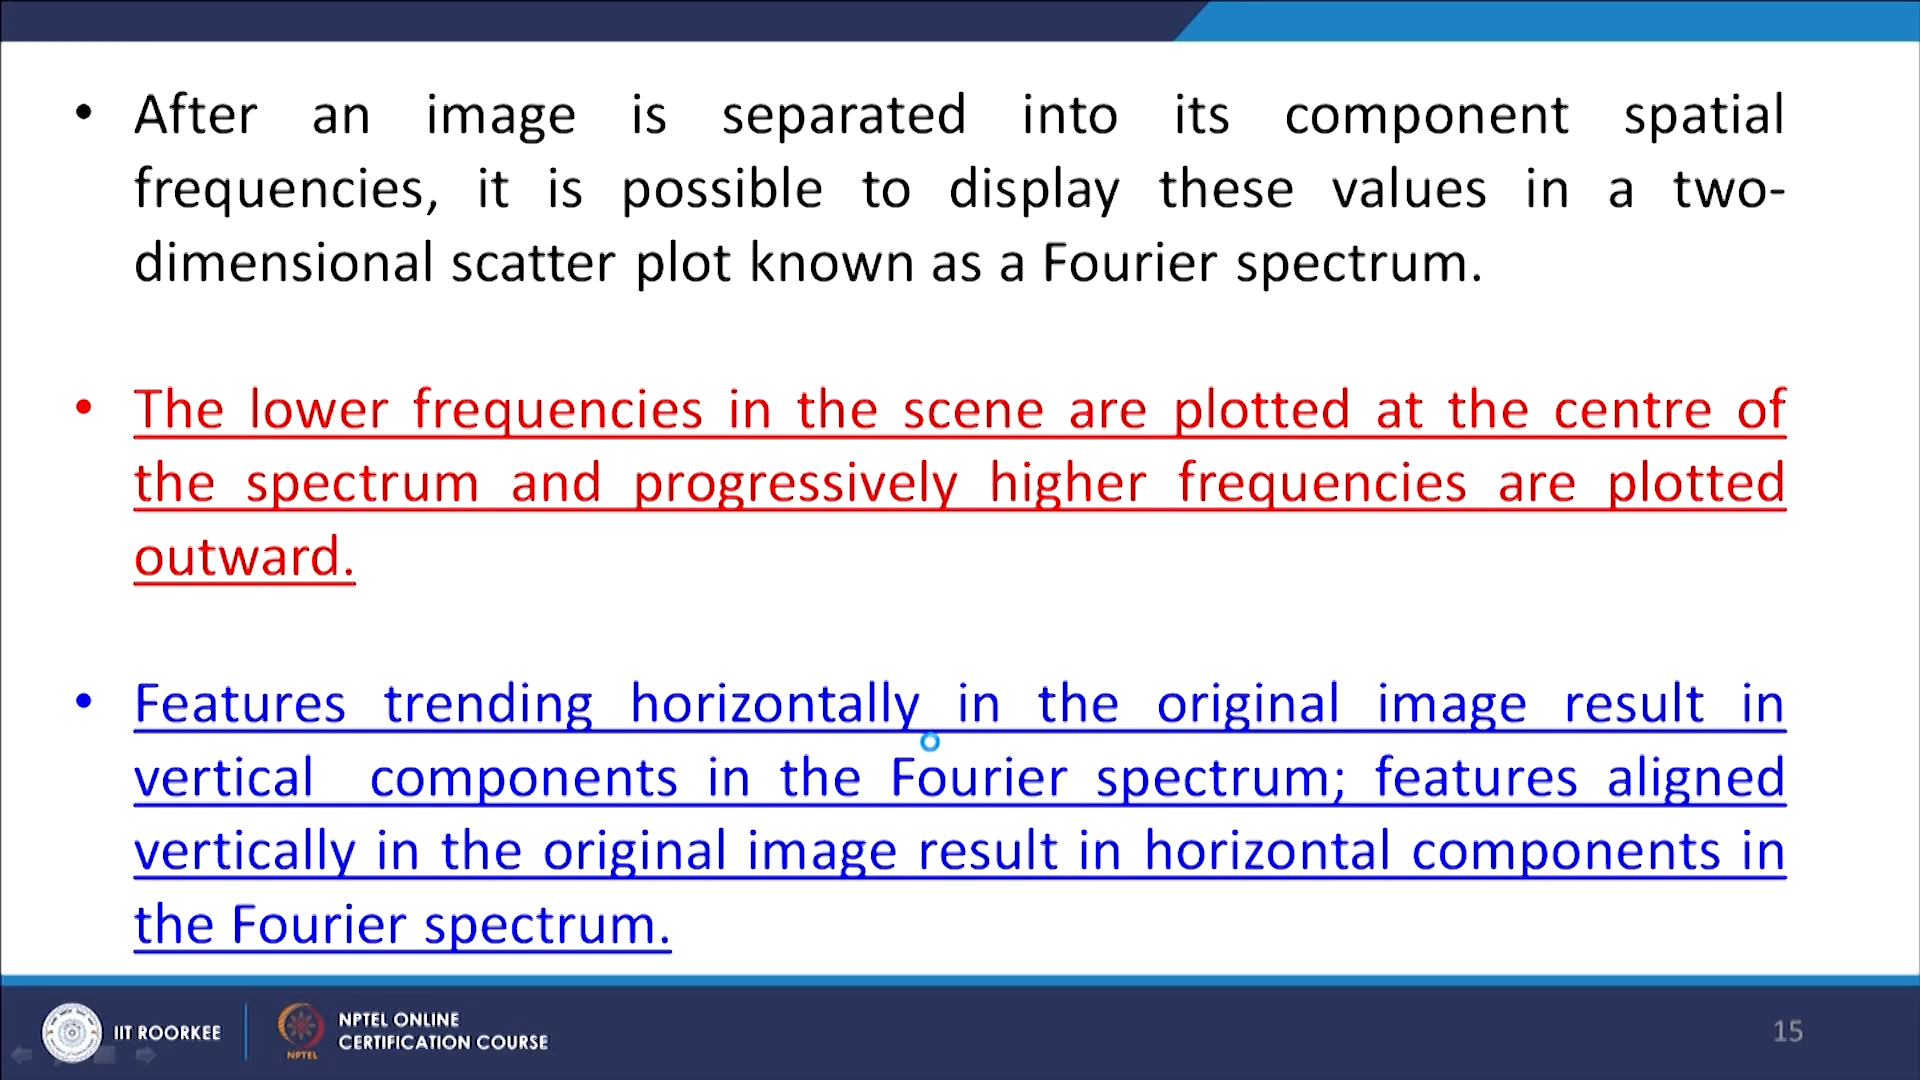 • After an image is separated into its component spatial
frequencies, it is possible to display these values in a two-
dimensional scatter plot known as a Fourier spectrum.
• The lower frequencies in the scene are plotted at the centre of
the spectrum and progressively higher frequencies are plotted
outward.
• Features trending horizontally in the original image result in
vertical components in the Fourier spectrum; features aligned
vertically in the original image result in horizontal components in
the Fourier spectrum.
IIT ROORKEE
NPTEL
NPTEL ONLINE
CERTIFICATION COURSE
15